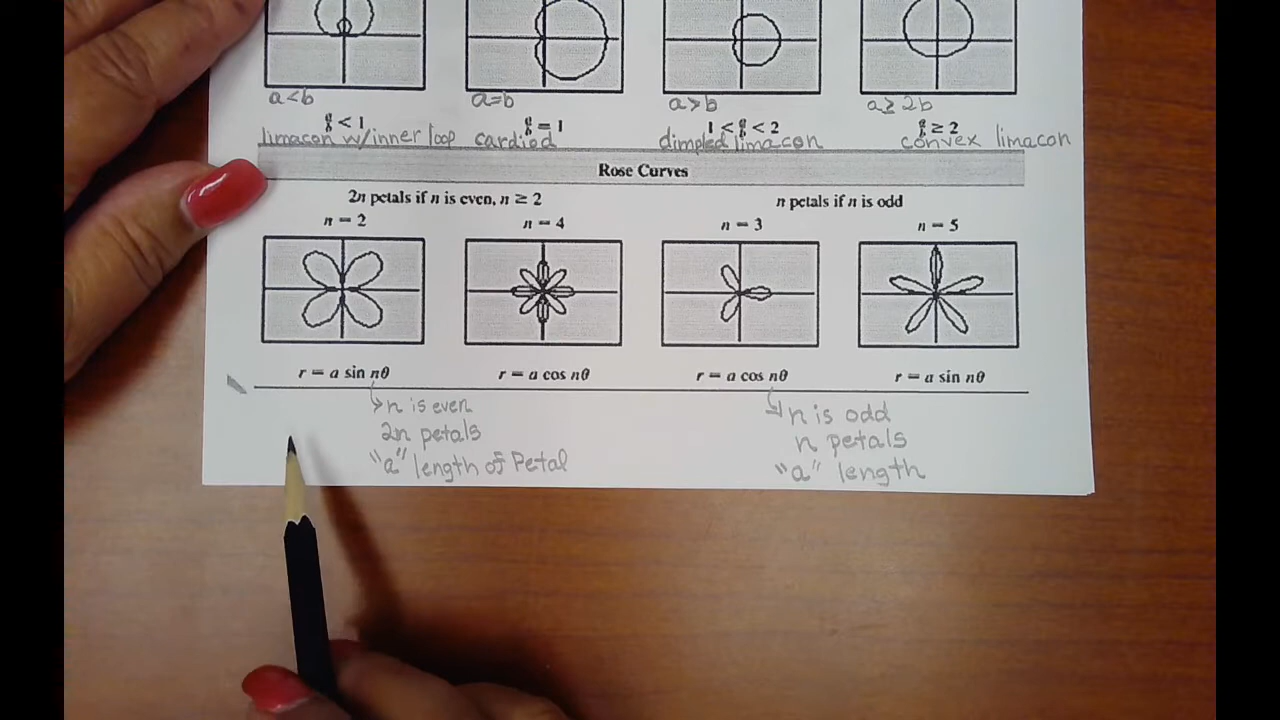 a<b
a=b
a>b
a≥2b
a/b < 1
a/b = 1
1 < a/b < 2
a/b ≥ 2
limacon w/inner loop
cardiod
dimpled limacon
convex limacon
Rose Curves
2n petals if n is even, n ≥ 2
n petals if n is odd
n = 2
n = 4
n = 3
n = 5
r = a sin nθ
r = a cos nθ
r = a cos nθ
r = a sin nθ
n is even
2n petals
"a" length of Petal
n is odd
n petals
"a" length